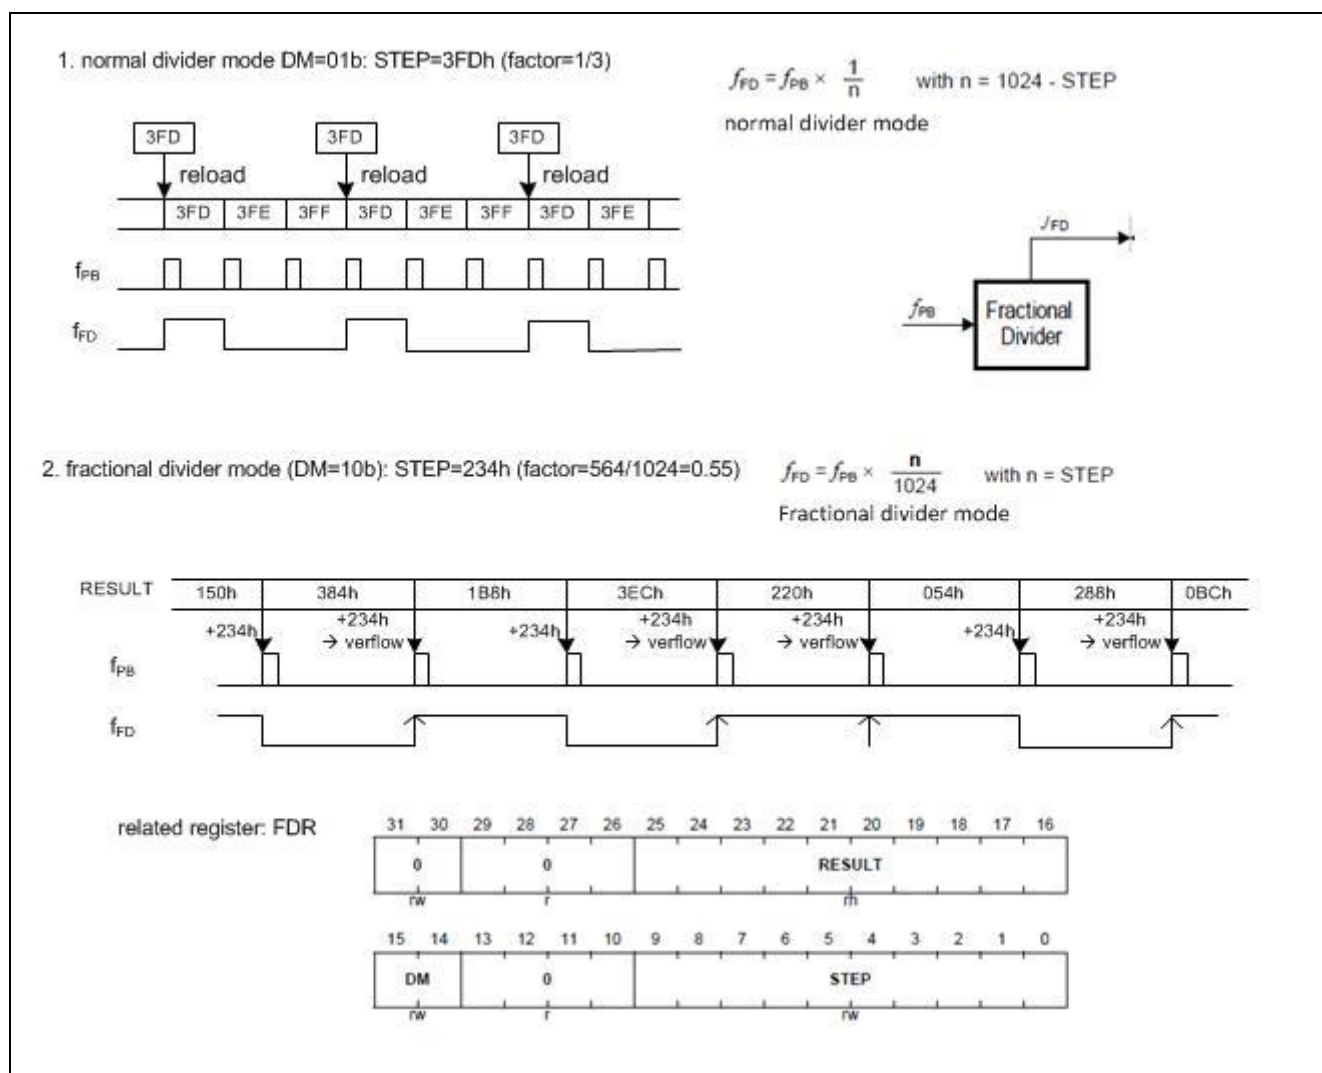 1. normal divider mode DM=01b: STEP=3FDh (factor=1/3)
fFD = fPB × 1/n with n = 1024 - STEP
normal divider mode
3FD 3FD 3FD
reload reload reload
3FD 3FE 3FF 3FD 3FE 3FF 3FD 3FE
fPB
fFD
fFD
fPB
Fractional
Divider
2. fractional divider mode (DM=10b): STEP=234h (factor=564/1024=0.55)
fFD = fPB × n/1024 with n = STEP
Fractional divider mode
RESULT 150h 384h 1B8h 3ECh 220h 054h 288h 0BCh
+234h +234h +234h +234h +234h +234h +234h
→ verflow → verflow → verflow → verflow
fPB
fFD
related register: FDR
31 30 29 28 27 26 25 24 23 22 21 20 19 18 17 16
0 0 RESULT
rw r rh
15 14 13 12 11 10 9 8 7 6 5 4 3 2 1 0
DM 0 STEP
rw r rw